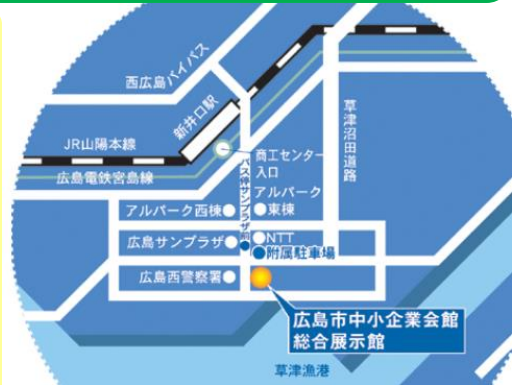 西広島バイパス
新井口駅
草津沼田道路
JR山陽本線
広島電鉄宮島線
商工センター
入口
バス停サンプラザ前
アルパーク
東棟
アルパーク西棟
広島サンプラザ
NTT
附属駐車場
広島西警察署
広島市中小企業会館
総合展示館
草津漁港